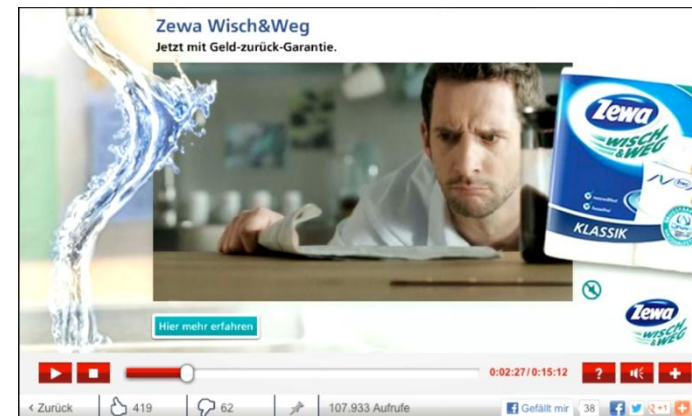 Zewa Wisch&Weg
Jetzt mit Geld-zurück-Garantie.
Zewa
WISCH
&WEG
KLASSIK
Hier mehr erfahren
Zewa
WISCH
&WEG
0:02:27/0:15:12
?
< Zurück
419
62
107.933 Aufrufe
Gefällt mir
38
+1